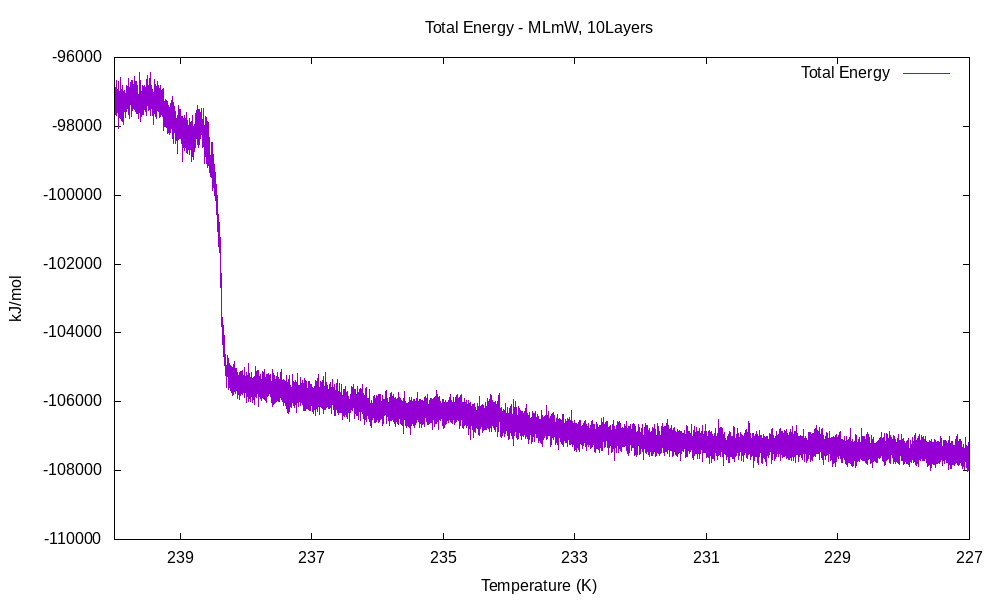 Total Energy - MLmW, 10Layers
-96000
Total Energy
-98000
-100000
-102000
kJ/mol
-104000
-106000
-108000
-110000
239 237 235 233 231 229 227
Temperature (K)